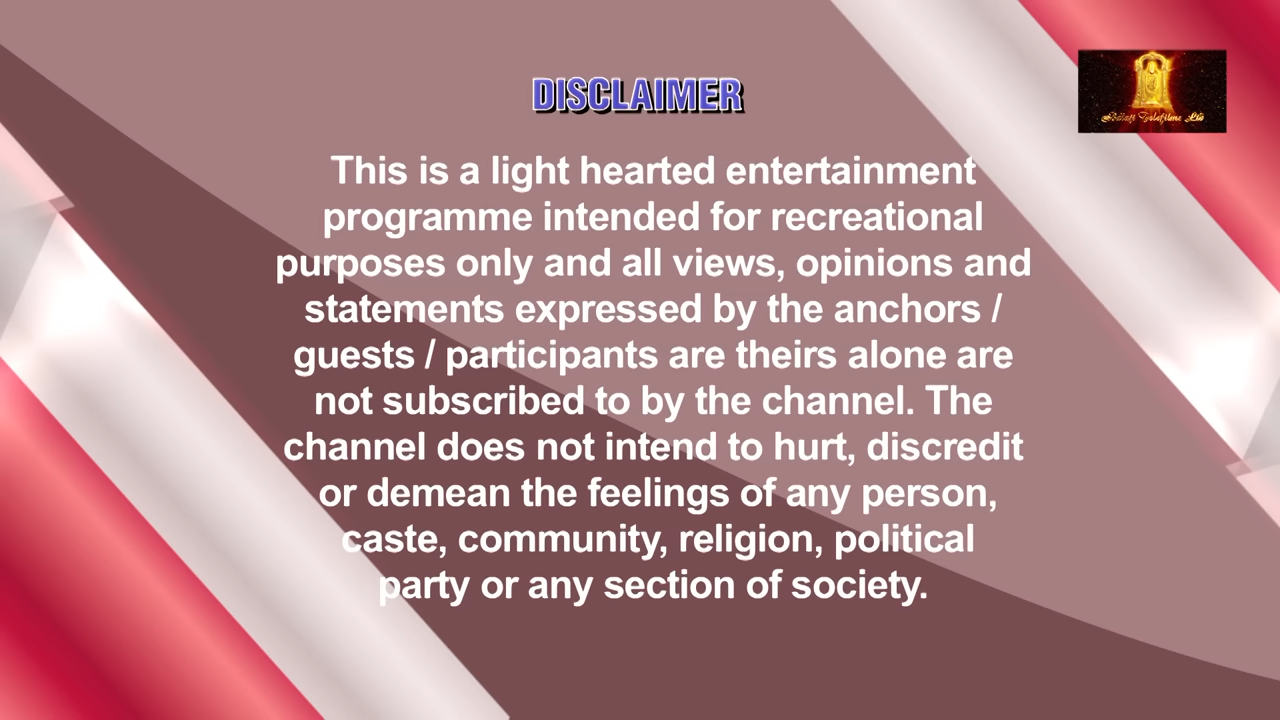 DISCLAIMER
This is a light hearted entertainment
programme intended for recreational
purposes only and all views, opinions and
statements expressed by the anchors /
guests / participants are theirs alone are
not subscribed to by the channel. The
channel does not intend to hurt, discredit
or demean the feelings of any person,
caste, community, religion, political
party or any section of society.